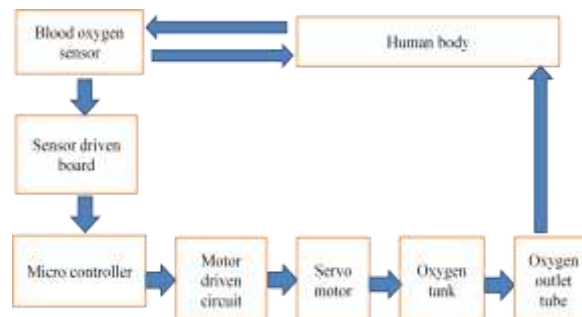 Blood oxygen
sensor
Human body
Sensor driven
board
Micro controller
Motor
driven
circuit
Servo
motor
Oxygen
tank
Oxygen
outlet
tube